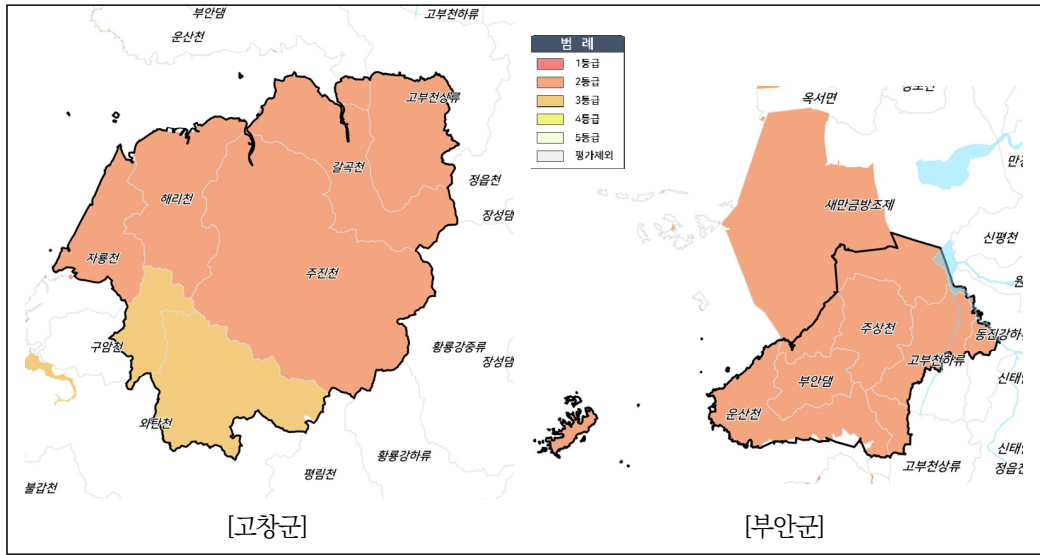 부안댐
고부천하류
운산천
고부천상류
갈곡천
정읍천
장성댐
해리천
자룡천
주진천
구암천
황룡강중류
장성댐
와탄천
황룡강하류
평림천
불갑천
[고창군]
범 례
1등급
2등급
3등급
4등급
5등급
평가제외
옥서면
새만금방조제
신평천
주상천
동진강하
고부천하류
부안댐
운산천
고부천상류
정읍천
[부안군]